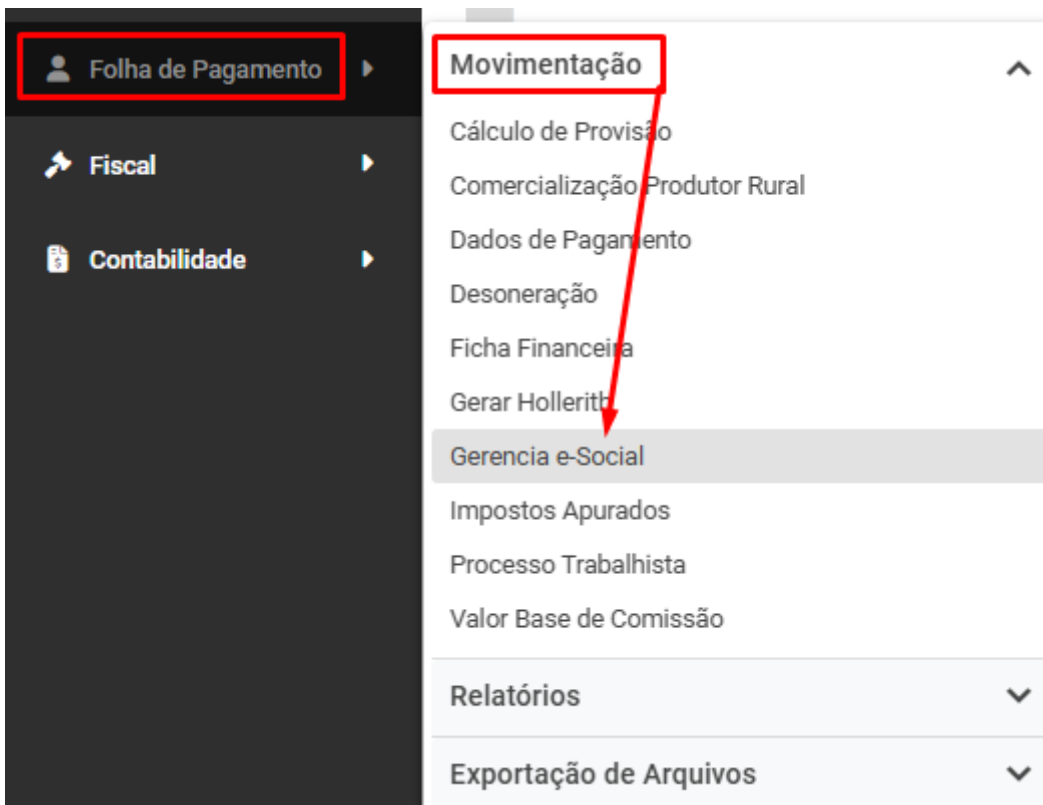 Folha de Pagamento
Fiscal
Contabilidade
Movimentação
Cálculo de Provisão
Comercialização Produtor Rural
Dados de Pagamento
Desoneração
Ficha Financeira
Gerar Hollerith
Gerencia e-Social
Impostos Apurados
Processo Trabalhista
Valor Base de Comissão
Relatórios
Exportação de Arquivos